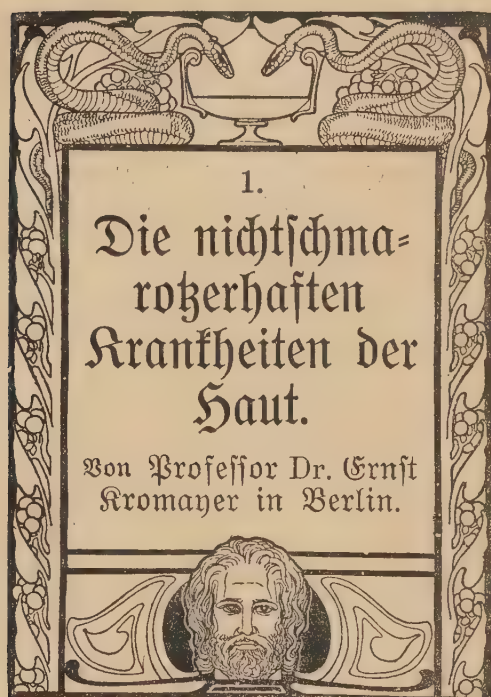 1.
Die nichtschma-
rotzerhaften
Krankheiten der
Haut.
Von Professor Dr. Ernst
Kromayer in Berlin.